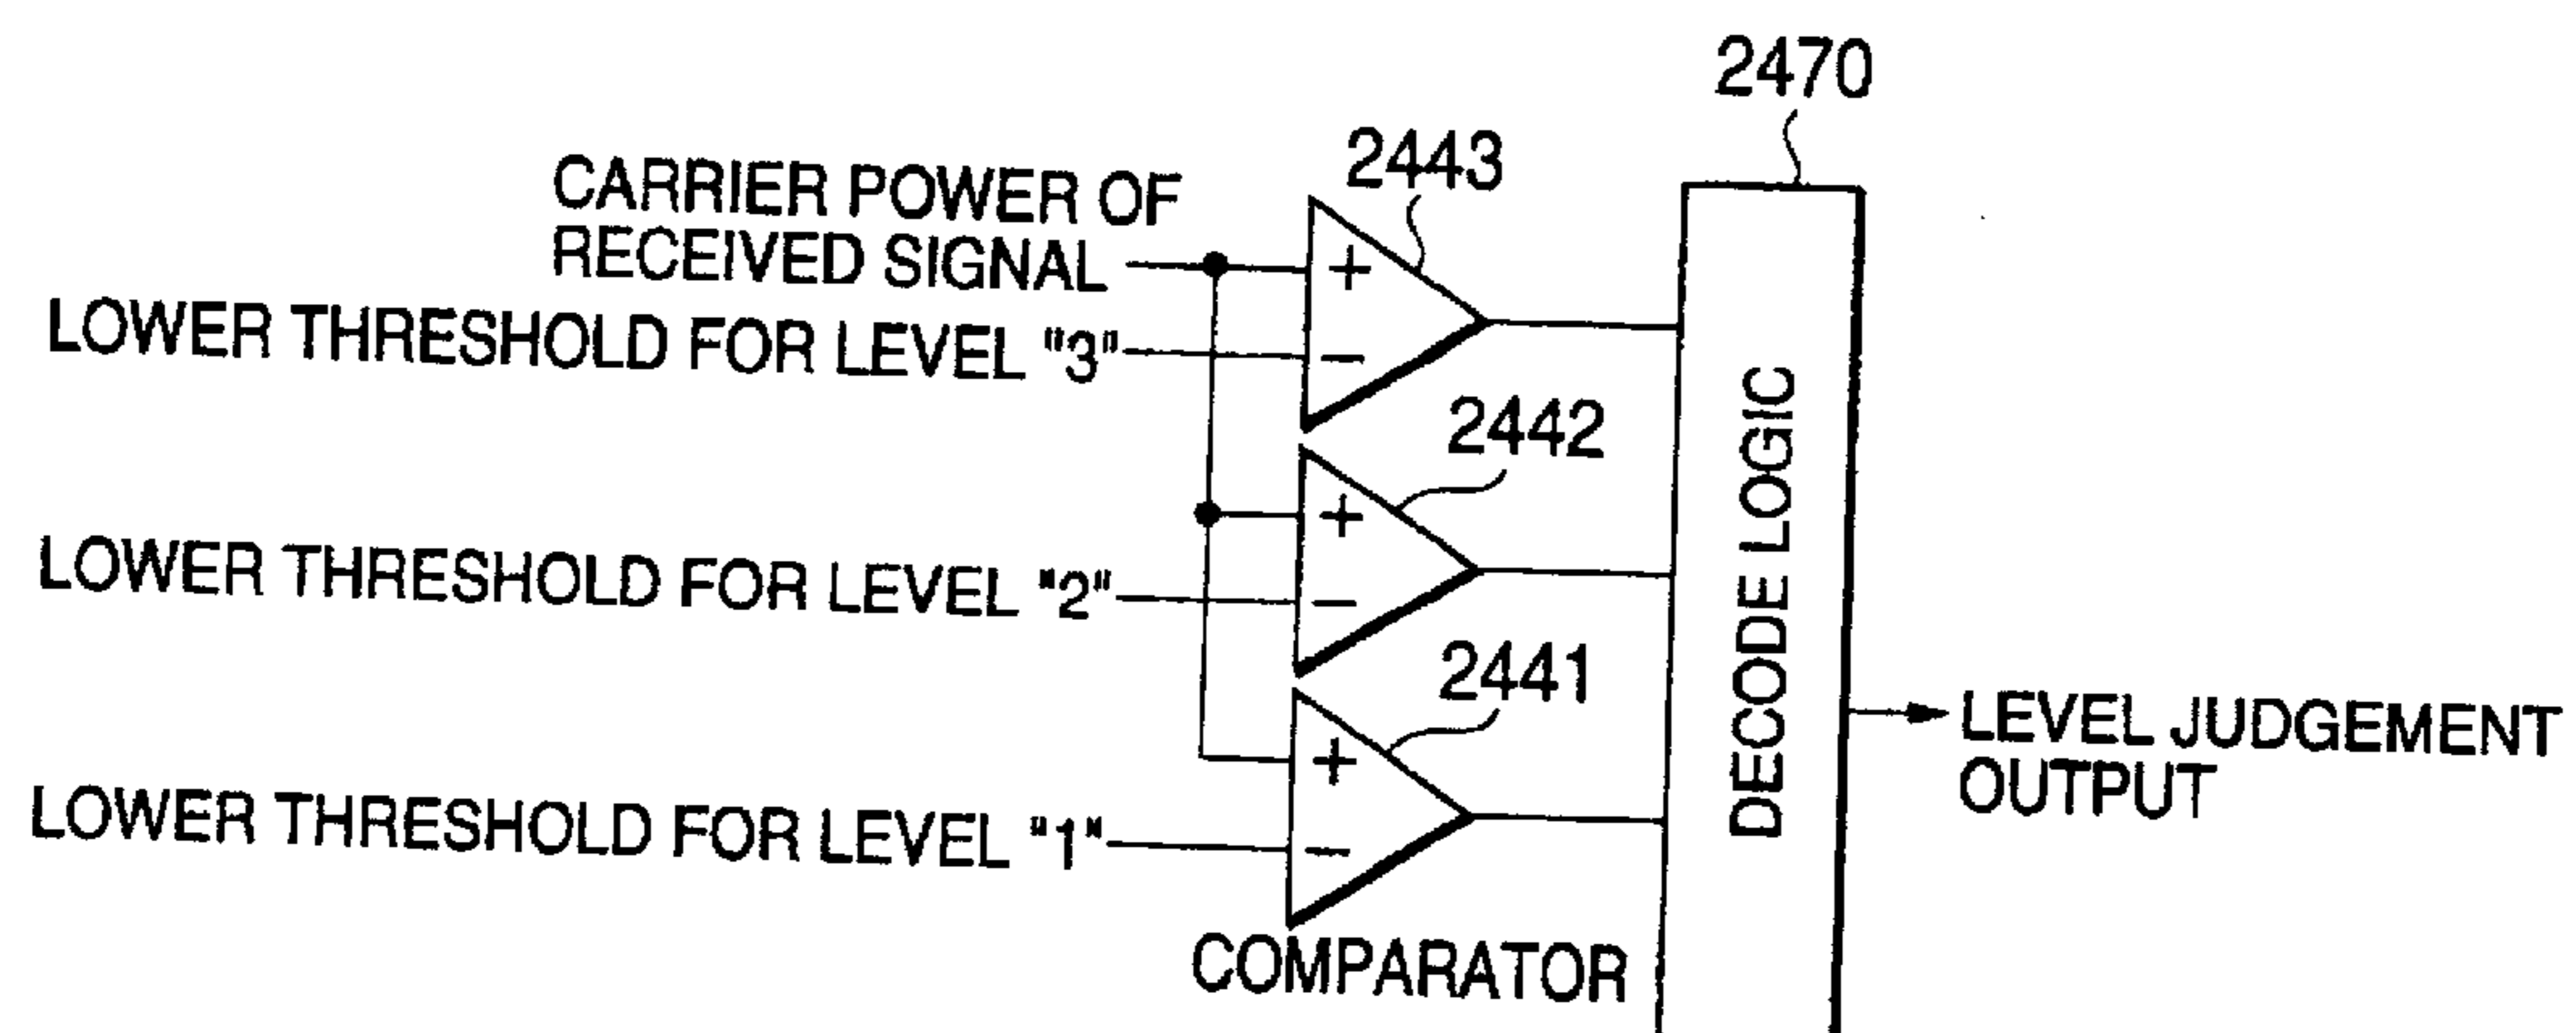 2470
2443
CARRIER POWER OF
RECEIVED SIGNAL
+
LOWER THRESHOLD FOR LEVEL "3"
−
2442
+
LOWER THRESHOLD FOR LEVEL "2"
−
2441
+
LOWER THRESHOLD FOR LEVEL "1"
−
COMPARATOR
DECODE LOGIC
LEVEL JUDGEMENT
OUTPUT